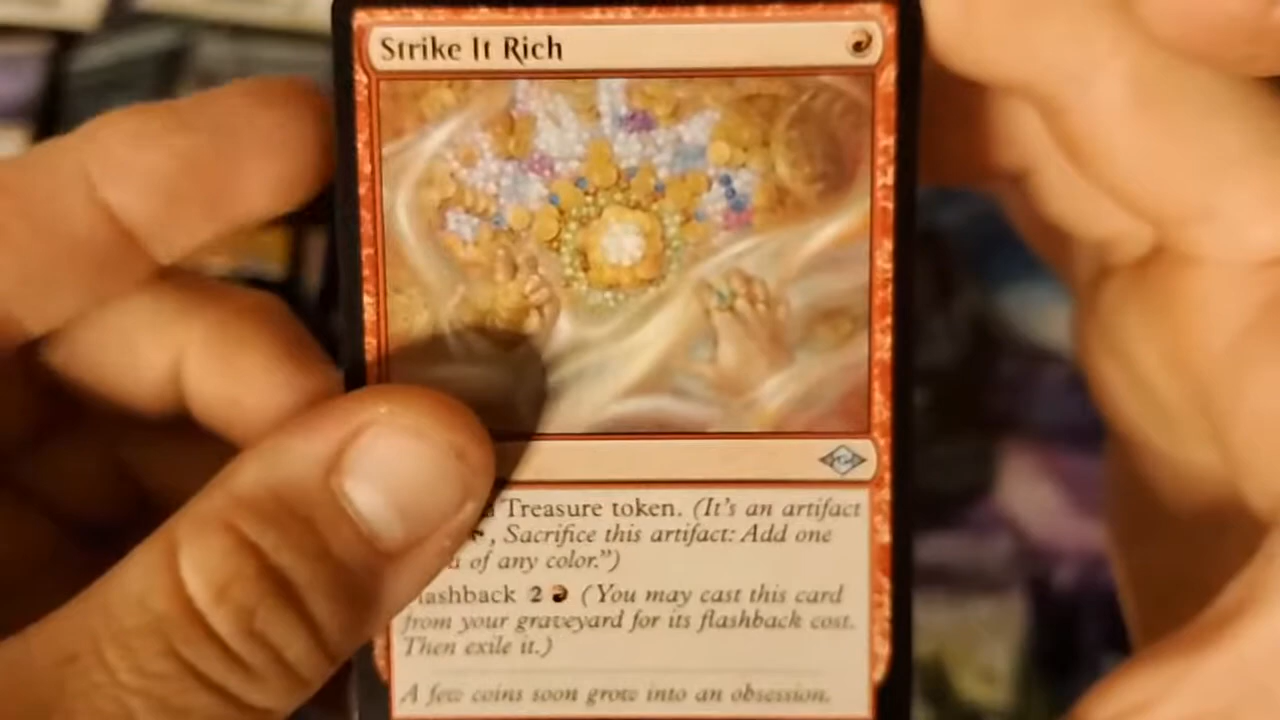 Strike It Rich
a Treasure token. (It's an artifact
, Sacrifice this artifact: Add one
of any color.")
lashback 2 (You may cast this card
from your graveyard for its flashback cost.
Then exile it.)
A few coins soon grow into an obsession.